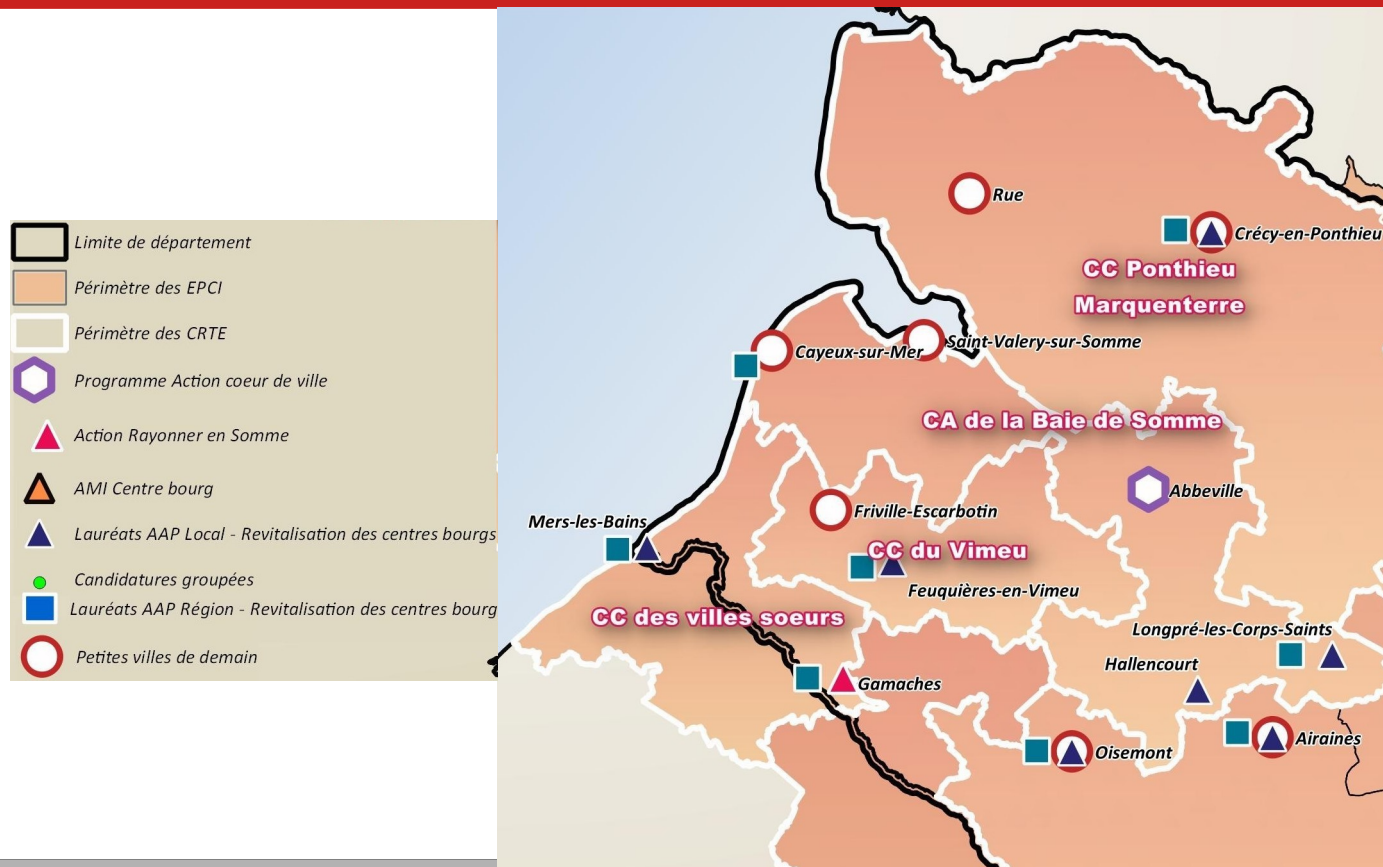 Limite de département
Périmètre des EPCI
Périmètre des CRTE
Programme Action coeur de ville
Action Rayonner en Somme
AMI Centre bourg
Lauréats AAP Local - Revitalisation des centres bourgs
Candidatures groupées
Lauréats AAP Région - Revitalisation des centres bourg
Petites villes de demain
Rue
Crécy-en-Ponthieu
CC Ponthieu
Marquenterre
Saint-Valery-sur-Somme
Cayeux-sur-Mer
CA de la Baie de Somme
Abbeville
Friville-Escarbotin
Mers-les-Bains
CC du Vimeu
Feuquières-en-Vimeu
CC des villes soeurs
Longpré-les-Corps-Saints
Hallencourt
Gamaches
Airaines
Oisemont